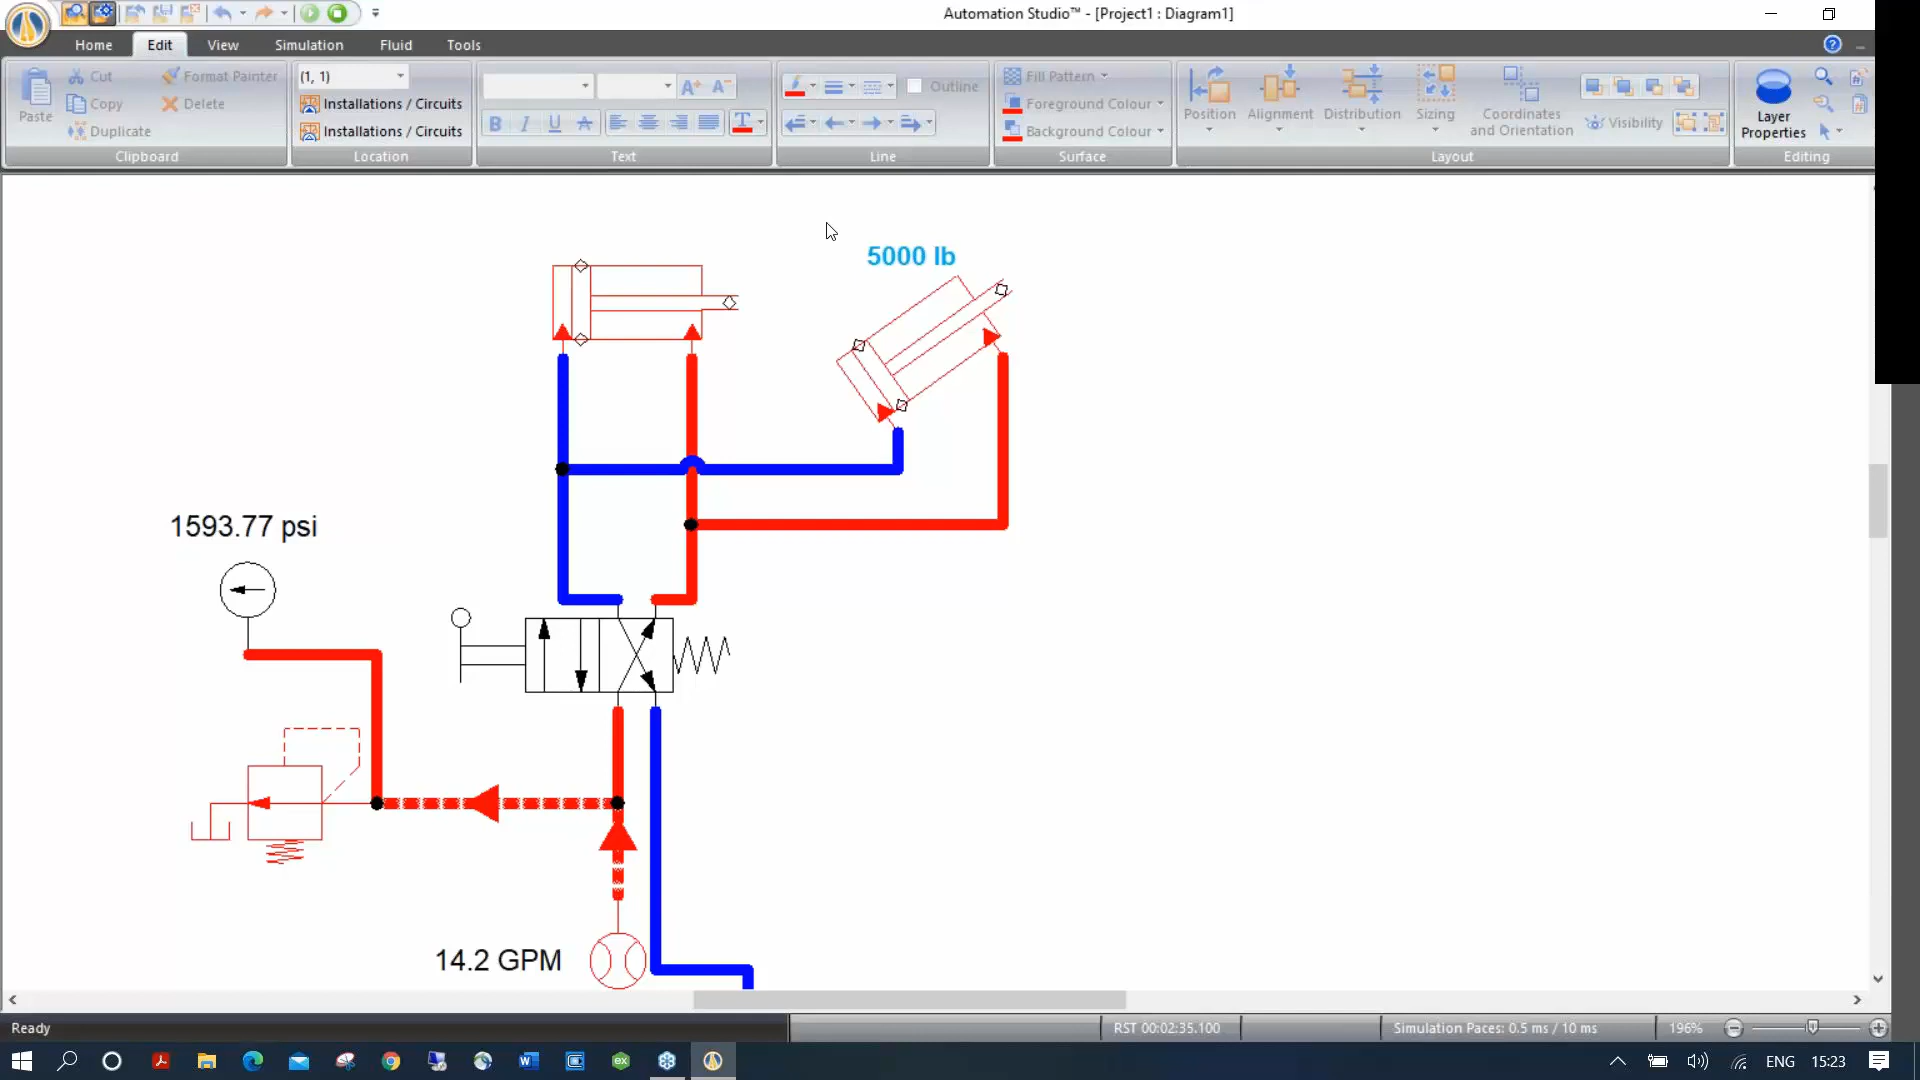 Automation Studio™ - [Project1 : Diagram1]
Home Edit View Simulation Fluid Tools
Paste
Cut
Copy
Duplicate
Format Painter
Delete
Clipboard
(1, 1)
Installations / Circuits
Installations / Circuits
Location
B I U A
A+ A-
T
Text
Outline
Line
Fill Pattern
Foreground Colour
Background Colour
Surface
Position
Alignment
Distribution
Sizing
Coordinates
and Orientation
Visibility
Layout
Layer
Properties
Editing
5000 lb
1593.77 psi
14.2 GPM
Ready
RST 00:02:35.100
Simulation Paces: 0.5 ms / 10 ms
196%
ENG
15:23